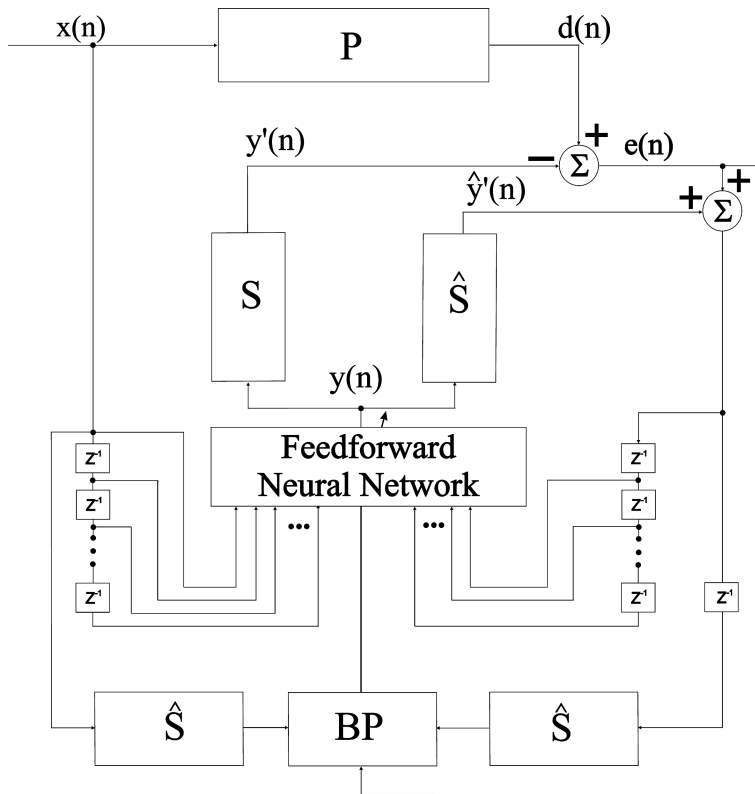 x(n)
P
d(n)
y'(n)
− +
Σ
e(n)
ŷ'(n)
+ +
Σ
S
Ŝ
y(n)
Feedforward
Neural Network
z⁻¹
z⁻¹
z⁻¹
...
...
z⁻¹
z⁻¹
z⁻¹
z⁻¹
Ŝ
BP
Ŝ